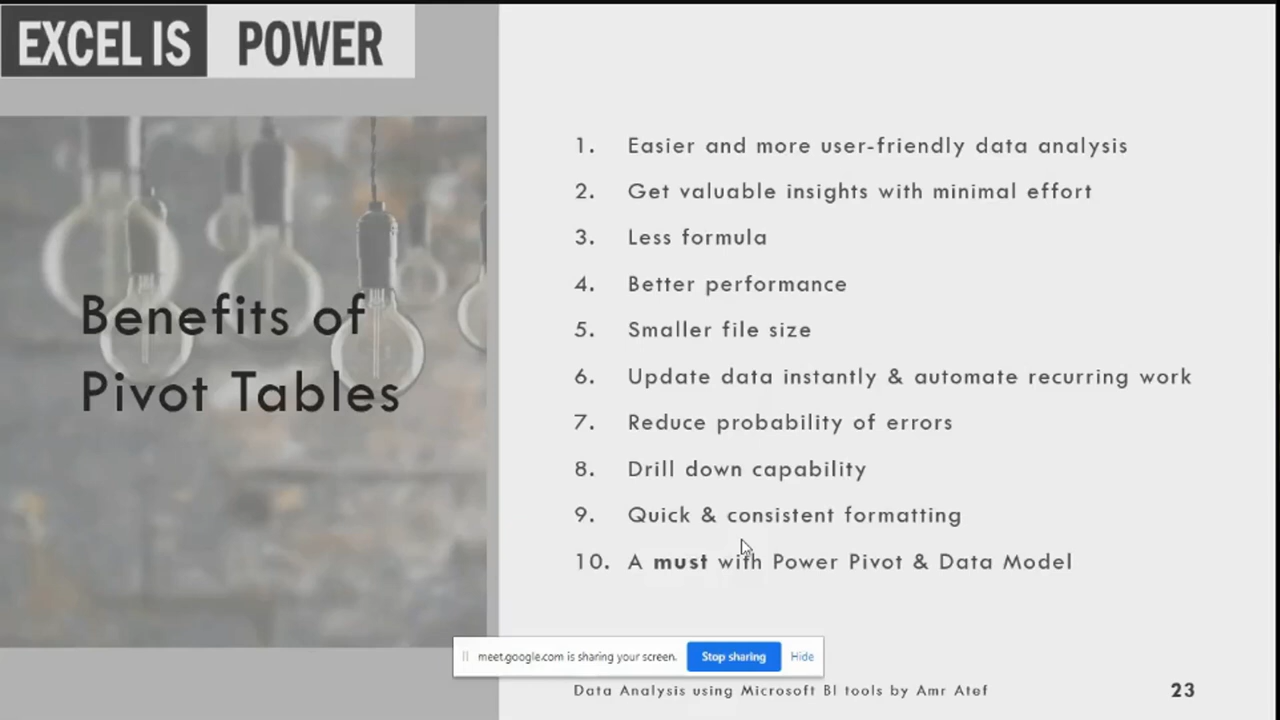 EXCEL IS POWER
Benefits of
Pivot Tables
1. Easier and more user-friendly data analysis
2. Get valuable insights with minimal effort
3. Less formula
4. Better performance
5. Smaller file size
6. Update data instantly & automate recurring work
7. Reduce probability of errors
8. Drill down capability
9. Quick & consistent formatting
10. A must with Power Pivot & Data Model
meet.google.com is sharing your screen. Stop sharing Hide
Data Analysis using Microsoft BI tools by Amr Atef 23